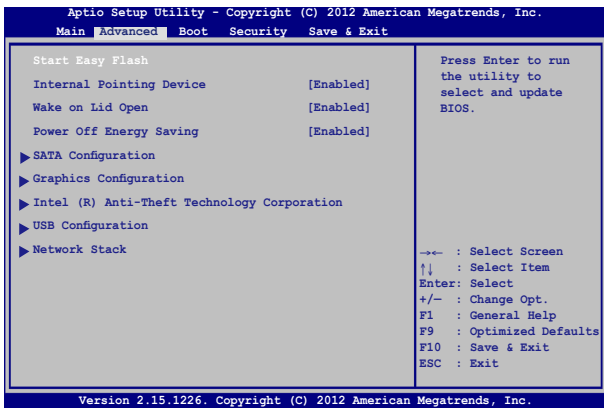 Aptio Setup Utility - Copyright (C) 2012 American Megatrends, Inc.
Main Advanced Boot Security Save & Exit
Start Easy Flash
Internal Pointing Device [Enabled]
Wake on Lid Open [Enabled]
Power Off Energy Saving [Enabled]
SATA Configuration
Graphics Configuration
Intel (R) Anti-Theft Technology Corporation
USB Configuration
Network Stack
Press Enter to run
the utility to
select and update
BIOS.
→← : Select Screen
↑↓ : Select Item
Enter: Select
+/— : Change Opt.
F1 : General Help
F9 : Optimized Defaults
F10 : Save & Exit
ESC : Exit
Version 2.15.1226. Copyright (C) 2012 American Megatrends, Inc.